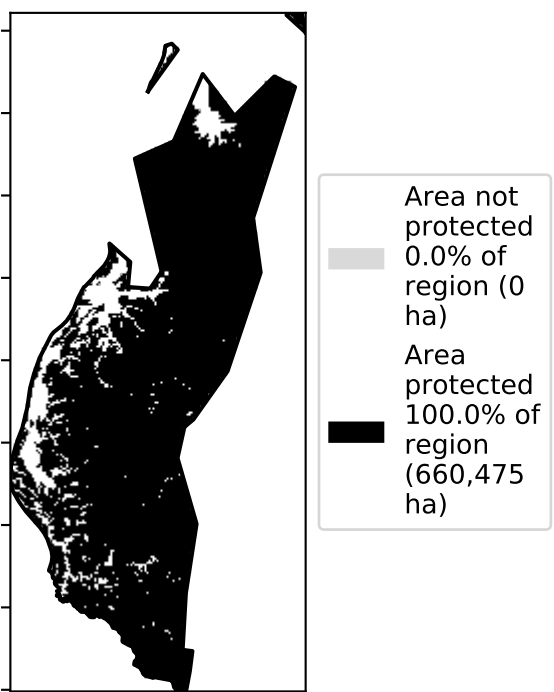 Area not
protected
0.0% of
region (0
ha)
Area
protected
100.0% of
region
(660,475
ha)